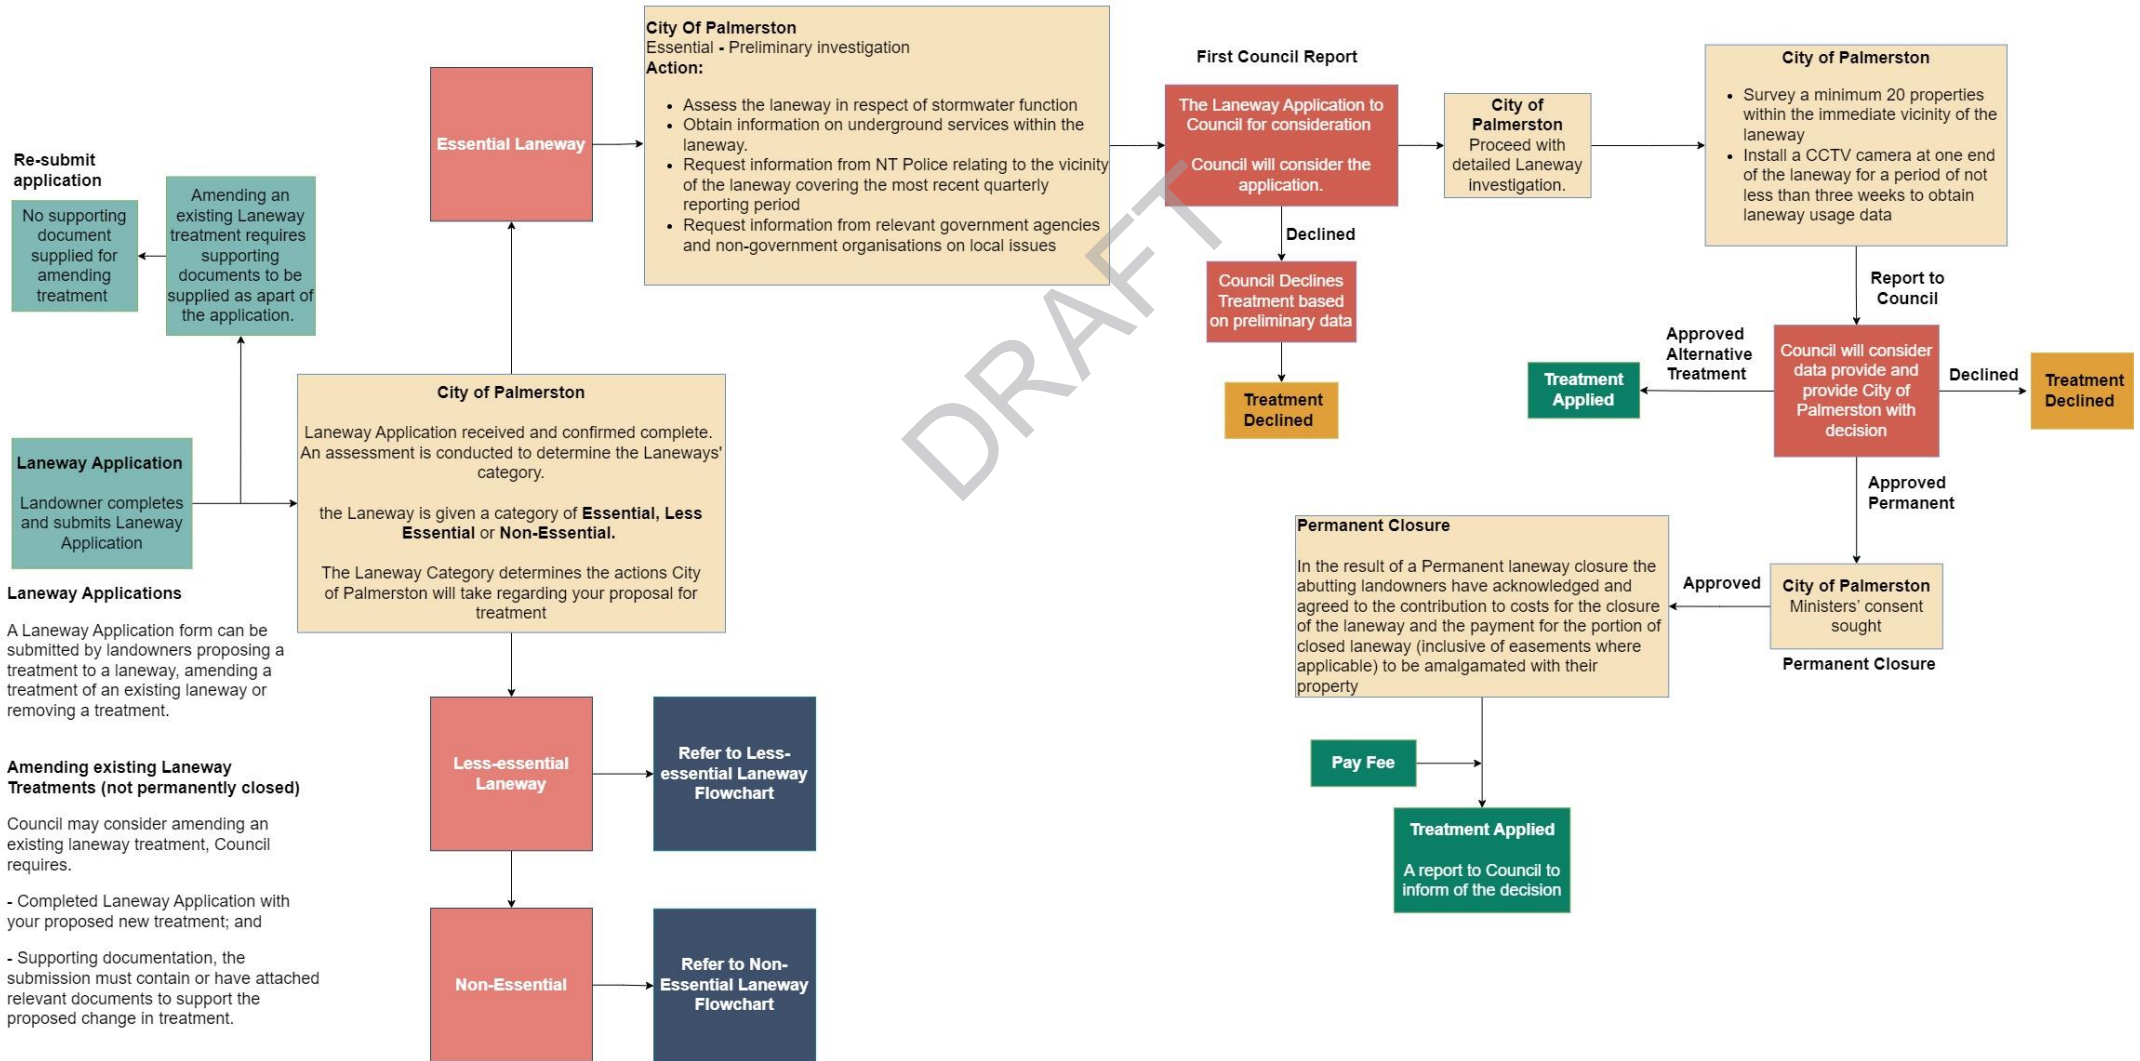 Re-submit
application
No supporting
document
supplied for
amending
treatment
Amending an
existing Laneway
treatment requires
supporting
documents to be
supplied as apart of
the application.
Laneway Application
Landowner completes
and submits Laneway
Application
Laneway Applications
A Laneway Application form can be
submitted by landowners proposing a
treatment to a laneway, amending a
treatment of an existing laneway or
removing a treatment.
Amending existing Laneway
Treatments (not permanently closed)
Council may consider amending an
existing laneway treatment, Council
requires.
- Completed Laneway Application with
your proposed new treatment; and
- Supporting documentation, the
submission must contain or have attached
relevant documents to support the
proposed change in treatment.
City of Palmerston
Laneway Application received and confirmed complete.
An assessment is conducted to determine the Laneways'
category.
the Laneway is given a category of Essential, Less
Essential or Non-Essential.
The Laneway Category determines the actions City
of Palmerston will take regarding your proposal for
treatment
Essential Laneway
Less-essential
Laneway
Refer to Less-
essential Laneway
Flowchart
Non-Essential
Refer to Non-
Essential Laneway
Flowchart
City Of Palmerston
Essential - Preliminary investigation
Action:
• Assess the laneway in respect of stormwater function
• Obtain information on underground services within the
laneway.
• Request information from NT Police relating to the vicinity
of the laneway covering the most recent quarterly
reporting period
• Request information from relevant government agencies
and non-government organisations on local issues
DRAFT
First Council Report
The Laneway Application to
Council for consideration
Council will consider the
application.
Declined
Council Declines
Treatment based
on preliminary data
Treatment
Declined
City of
Palmerston
Proceed with
detailed Laneway
investigation.
City of Palmerston
• Survey a minimum 20 properties
within the immediate vicinity of the
laneway
• Install a CCTV camera at one end
of the laneway for a period of not
less than three weeks to obtain
laneway usage data
Report to
Council
Council will consider
data provide and
provide City of
Palmerston with
decision
Approved
Alternative
Treatment
Treatment
Applied
Declined
Treatment
Declined
Approved
Permanent
City of Palmerston
Ministers' consent
sought
Permanent Closure
Approved
Permanent Closure
In the result of a Permanent laneway closure the
abutting landowners have acknowledged and
agreed to the contribution to costs for the closure
of the laneway and the payment for the portion of
closed laneway (inclusive of easements where
applicable) to be amalgamated with their
property
Pay Fee
Treatment Applied
A report to Council to
inform of the decision